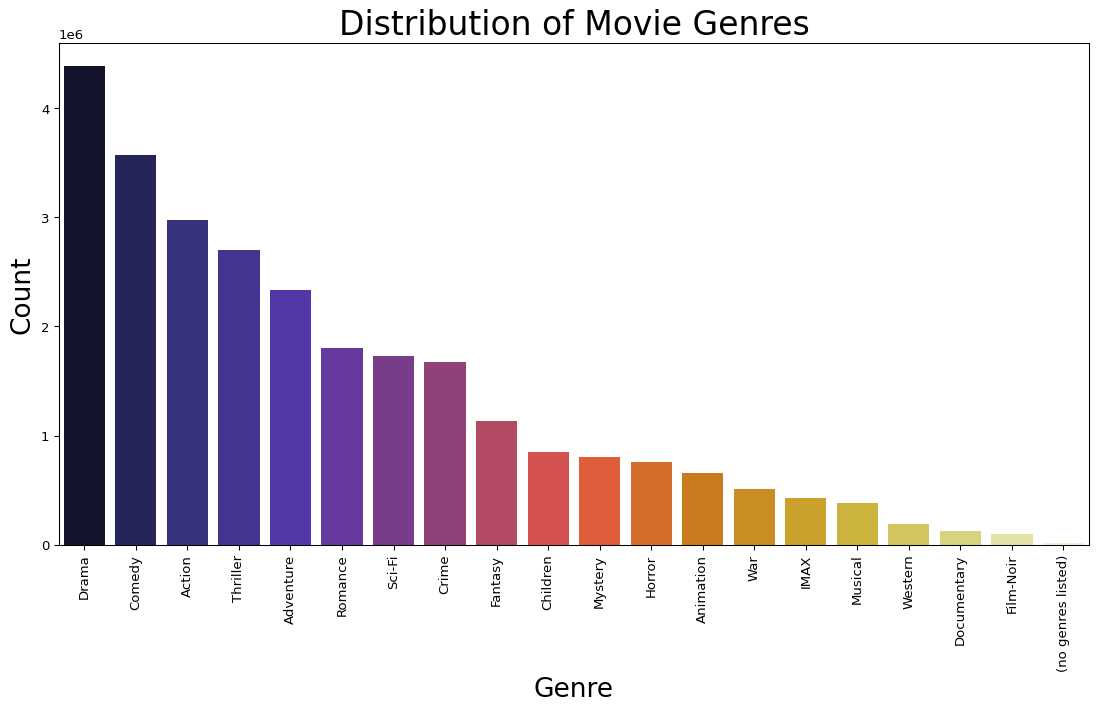 Distribution of Movie Genres
1e6
4
3
2
1
0
Count
Drama
Comedy
Action
Thriller
Adventure
Romance
Sci-Fi
Crime
Fantasy
Children
Mystery
Horror
Animation
War
IMAX
Musical
Western
Documentary
Film-Noir
(no genres listed)
Genre